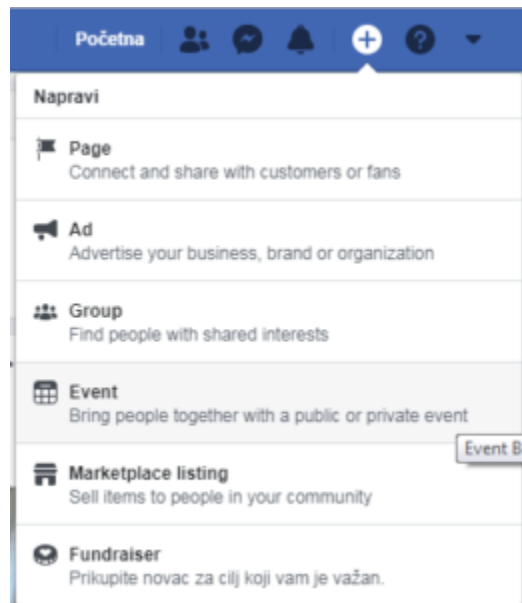 Početna
Napravi
Page
Connect and share with customers or fans
Ad
Advertise your business, brand or organization
Group
Find people with shared interests
Event
Bring people together with a public or private event
Event B
Marketplace listing
Sell items to people in your community
Fundraiser
Prikupite novac za cilj koji vam je važan.